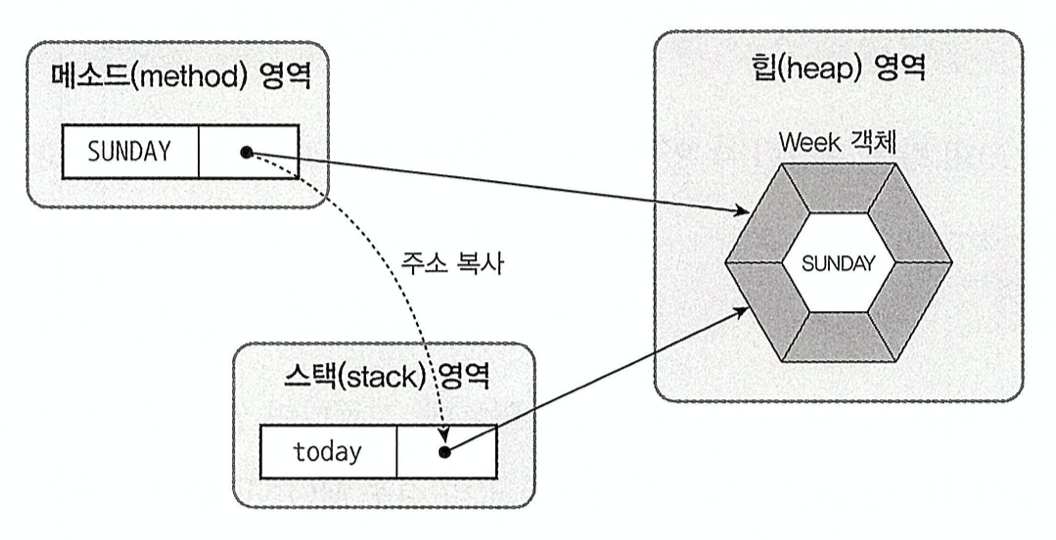 메소드(method) 영역
SUNDAY
힙(heap) 영역
Week 객체
SUNDAY
주소 복사
스택(stack) 영역
today